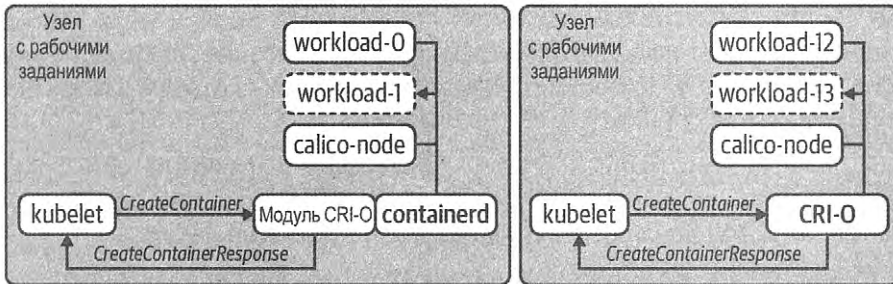 Узел
с рабочими
заданиями
workload-0
workload-1
calico-node
kubelet
CreateContainer
Модуль CRI-O
containerd
CreateContainerResponse
Узел
с рабочими
заданиями
workload-12
workload-13
calico-node
kubelet
CreateContainer
CRI-O
CreateContainerResponse